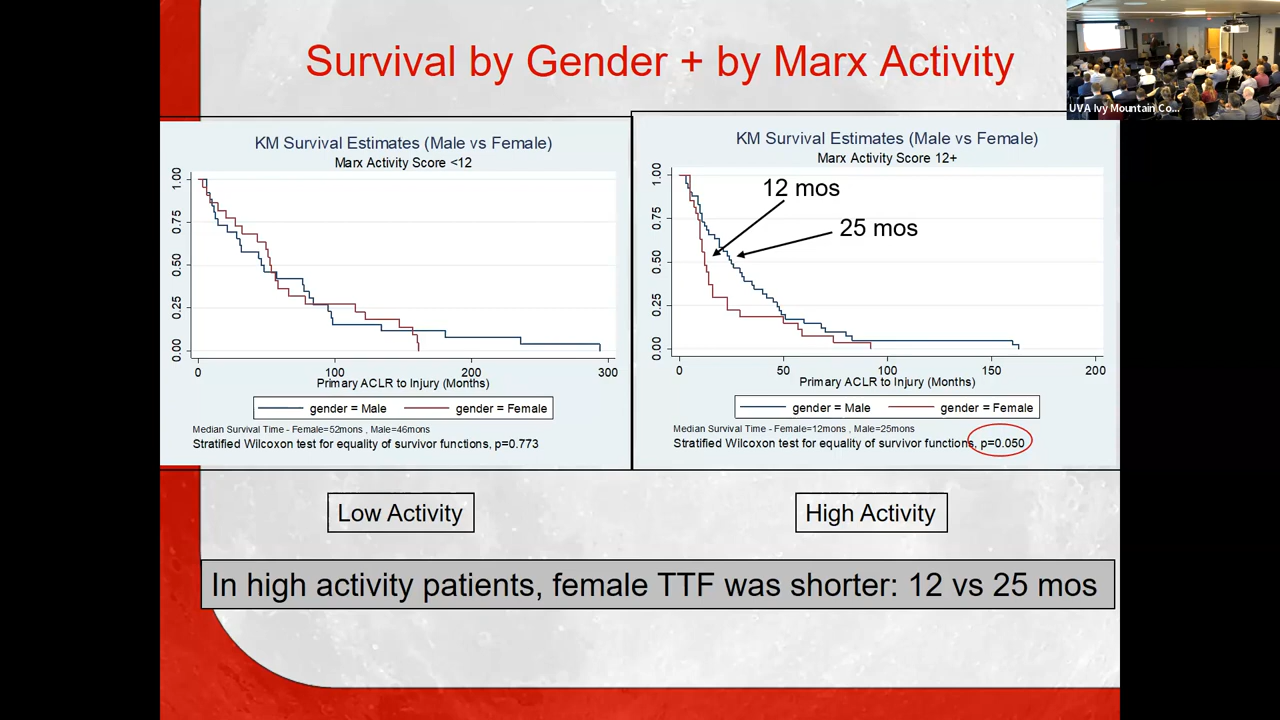 Survival by Gender + by Marx Activity
UVA Ivy Mountain Co...
KM Survival Estimates (Male vs Female)
Marx Activity Score <12
1.00
0.75
0.50
0.25
0.00
0
100
200
300
Primary ACLR to Injury (Months)
gender = Male
gender = Female
Median Survival Time - Female=52mons , Male=46mons
Stratified Wilcoxon test for equality of survivor functions, p=0.773
KM Survival Estimates (Male vs Female)
Marx Activity Score 12+
12 mos
25 mos
1.00
0.75
0.50
0.25
0.00
0
50
100
150
200
Primary ACLR to Injury (Months)
gender = Male
gender = Female
Median Survival Time - Female=12mons , Male=25mons
Stratified Wilcoxon test for equality of survivor functions, p=0.050
Low Activity
High Activity
In high activity patients, female TTF was shorter: 12 vs 25 mos